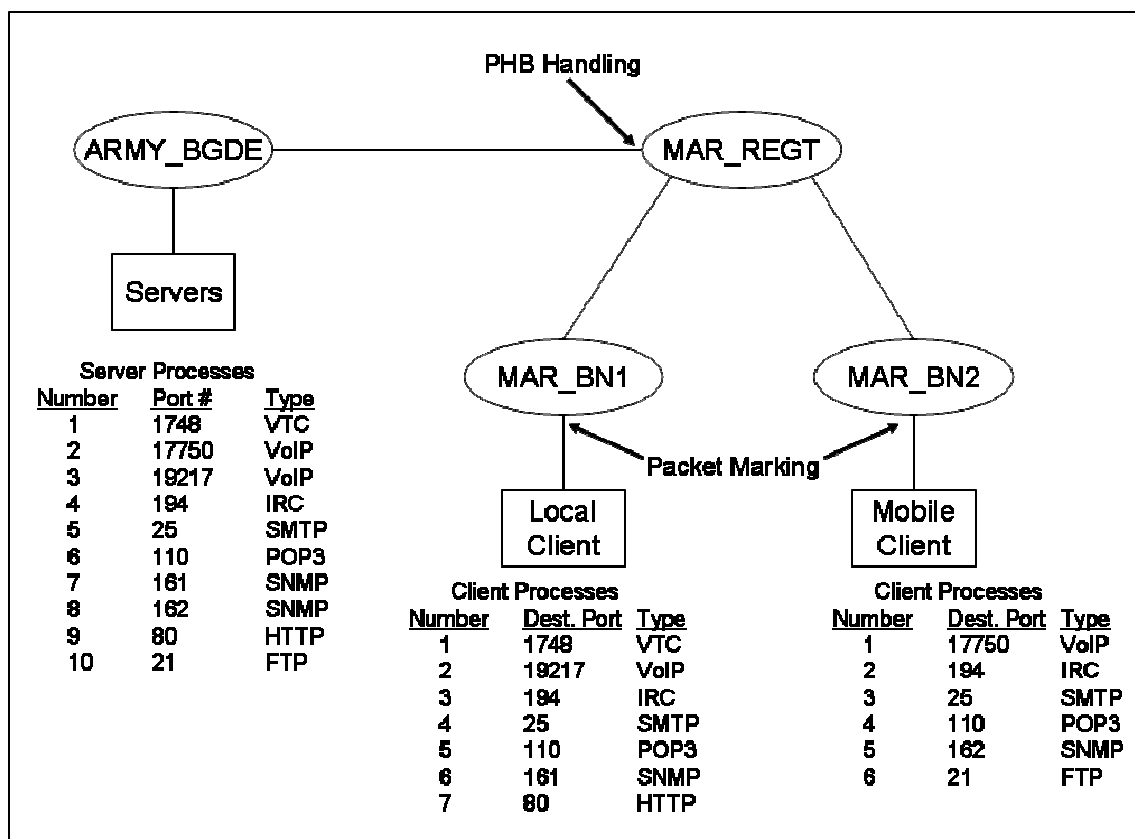 PHB Handling
ARMY_BGDE
MAR_REGT
Servers
MAR_BN1
MAR_BN2
Packet Marking
Local
Client
Mobile
Client
Server Processes
Number Port # Type
1 1748 VTC
2 17750 VoIP
3 19217 VoIP
4 194 IRC
5 25 SMTP
6 110 POP3
7 161 SNMP
8 162 SNMP
9 80 HTTP
10 21 FTP
Client Processes
Number Dest. Port Type
1 1748 VTC
2 19217 VoIP
3 194 IRC
4 25 SMTP
5 110 POP3
6 161 SNMP
7 80 HTTP
Client Processes
Number Dest. Port Type
1 17750 VoIP
2 194 IRC
3 25 SMTP
4 110 POP3
5 162 SNMP
6 21 FTP